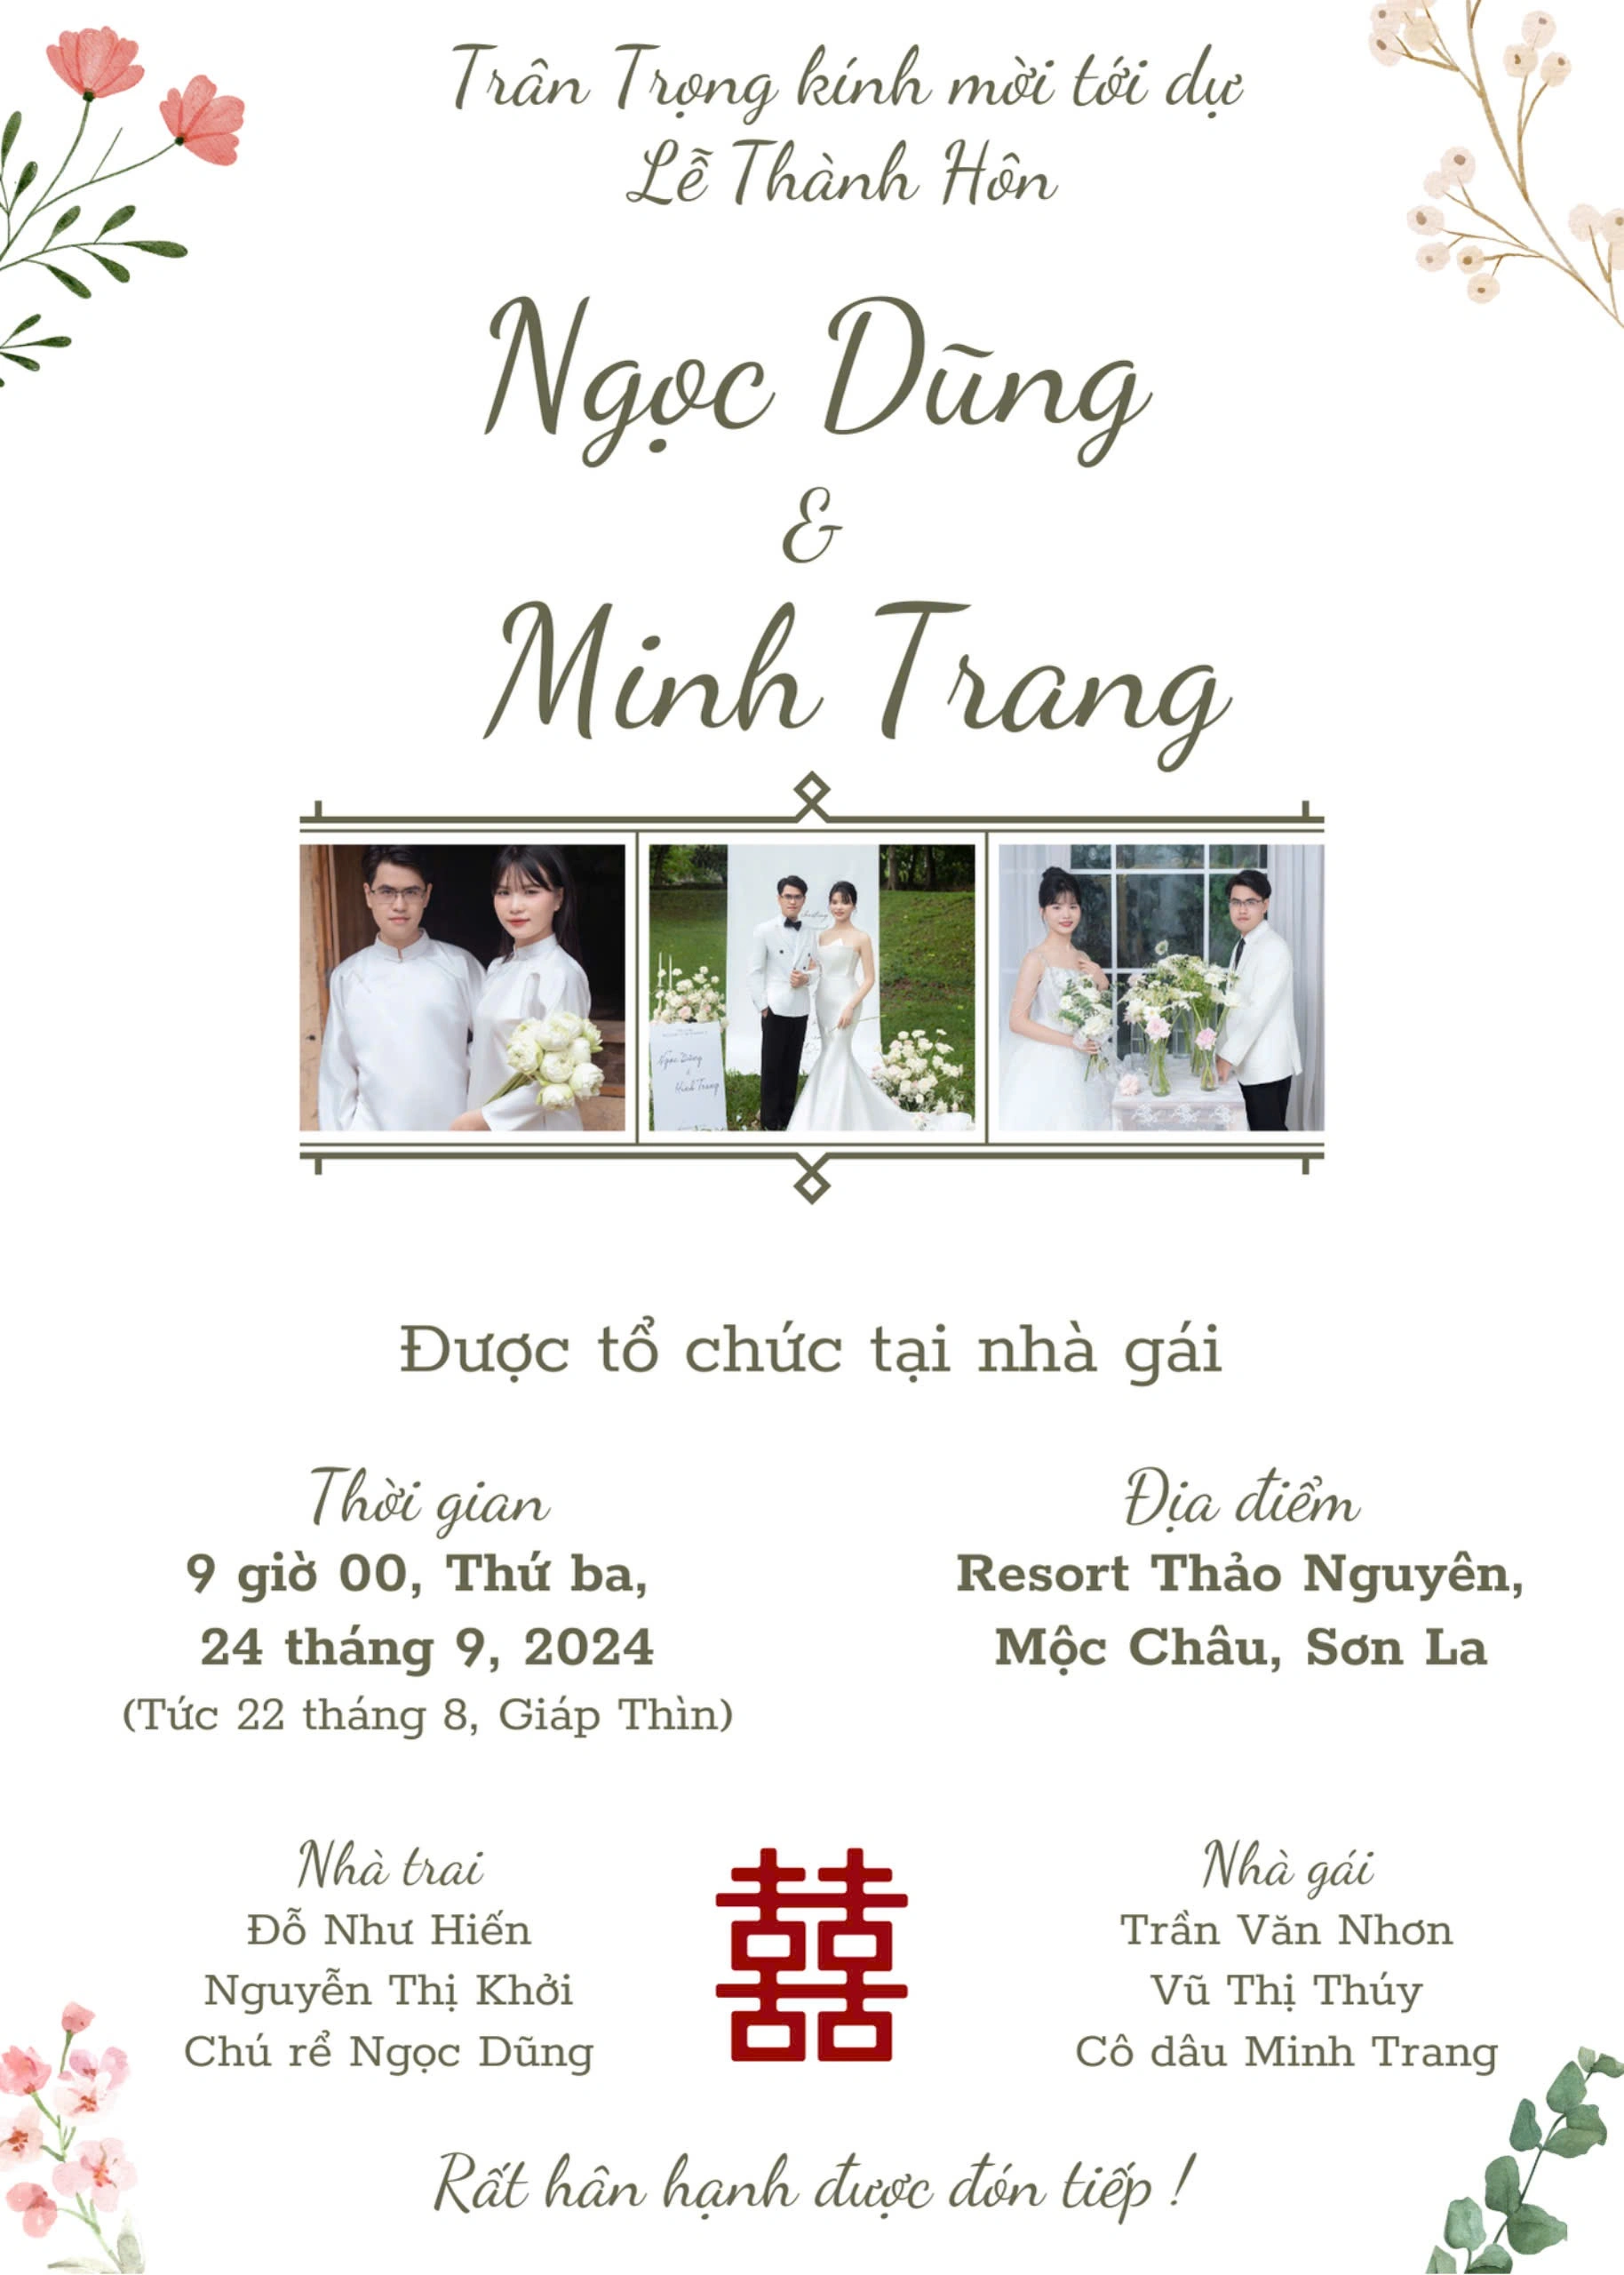 Trân Trọng kính mời tới dự
Lễ Thành Hôn
Ngọc Dũng
&
Minh Trang
Ngọc Dũng
&
Minh Trang
Được tổ chức tại nhà gái
Thời gian
9 giờ 00, Thứ ba,
24 tháng 9, 2024
(Tức 22 tháng 8, Giáp Thìn)
Địa điểm
Resort Thảo Nguyên,
Mộc Châu, Sơn La
Nhà trai
Đỗ Như Hiến
Nguyễn Thị Khởi
Chú rể Ngọc Dũng
囍
Nhà gái
Trần Văn Nhơn
Vũ Thị Thúy
Cô dâu Minh Trang
Rất hân hạnh được đón tiếp !